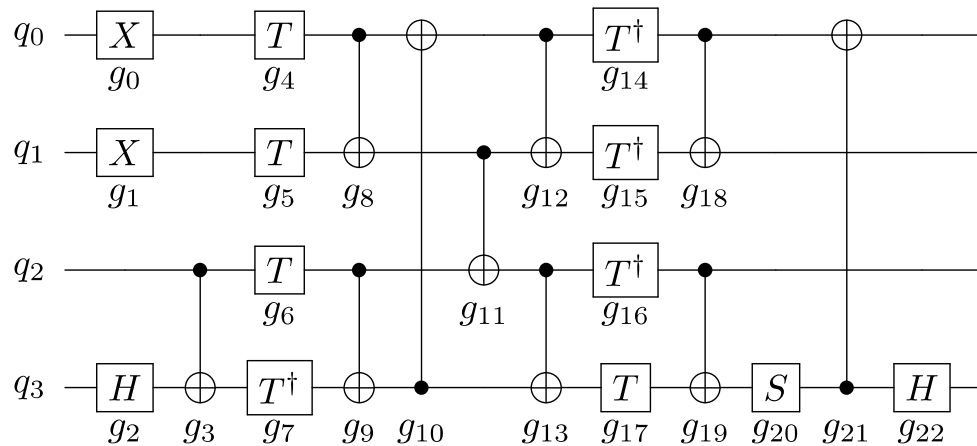 q₀ X T T†
g₀ g₄ g₁₄
q₁ X T T†
g₁ g₅ g₈ g₁₂ g₁₅ g₁₈
q₂ T T†
g₆ g₁₁ g₁₆
q₃ H T† T S H
g₂ g₃ g₇ g₉ g₁₀ g₁₃ g₁₇ g₁₉ g₂₀ g₂₁ g₂₂